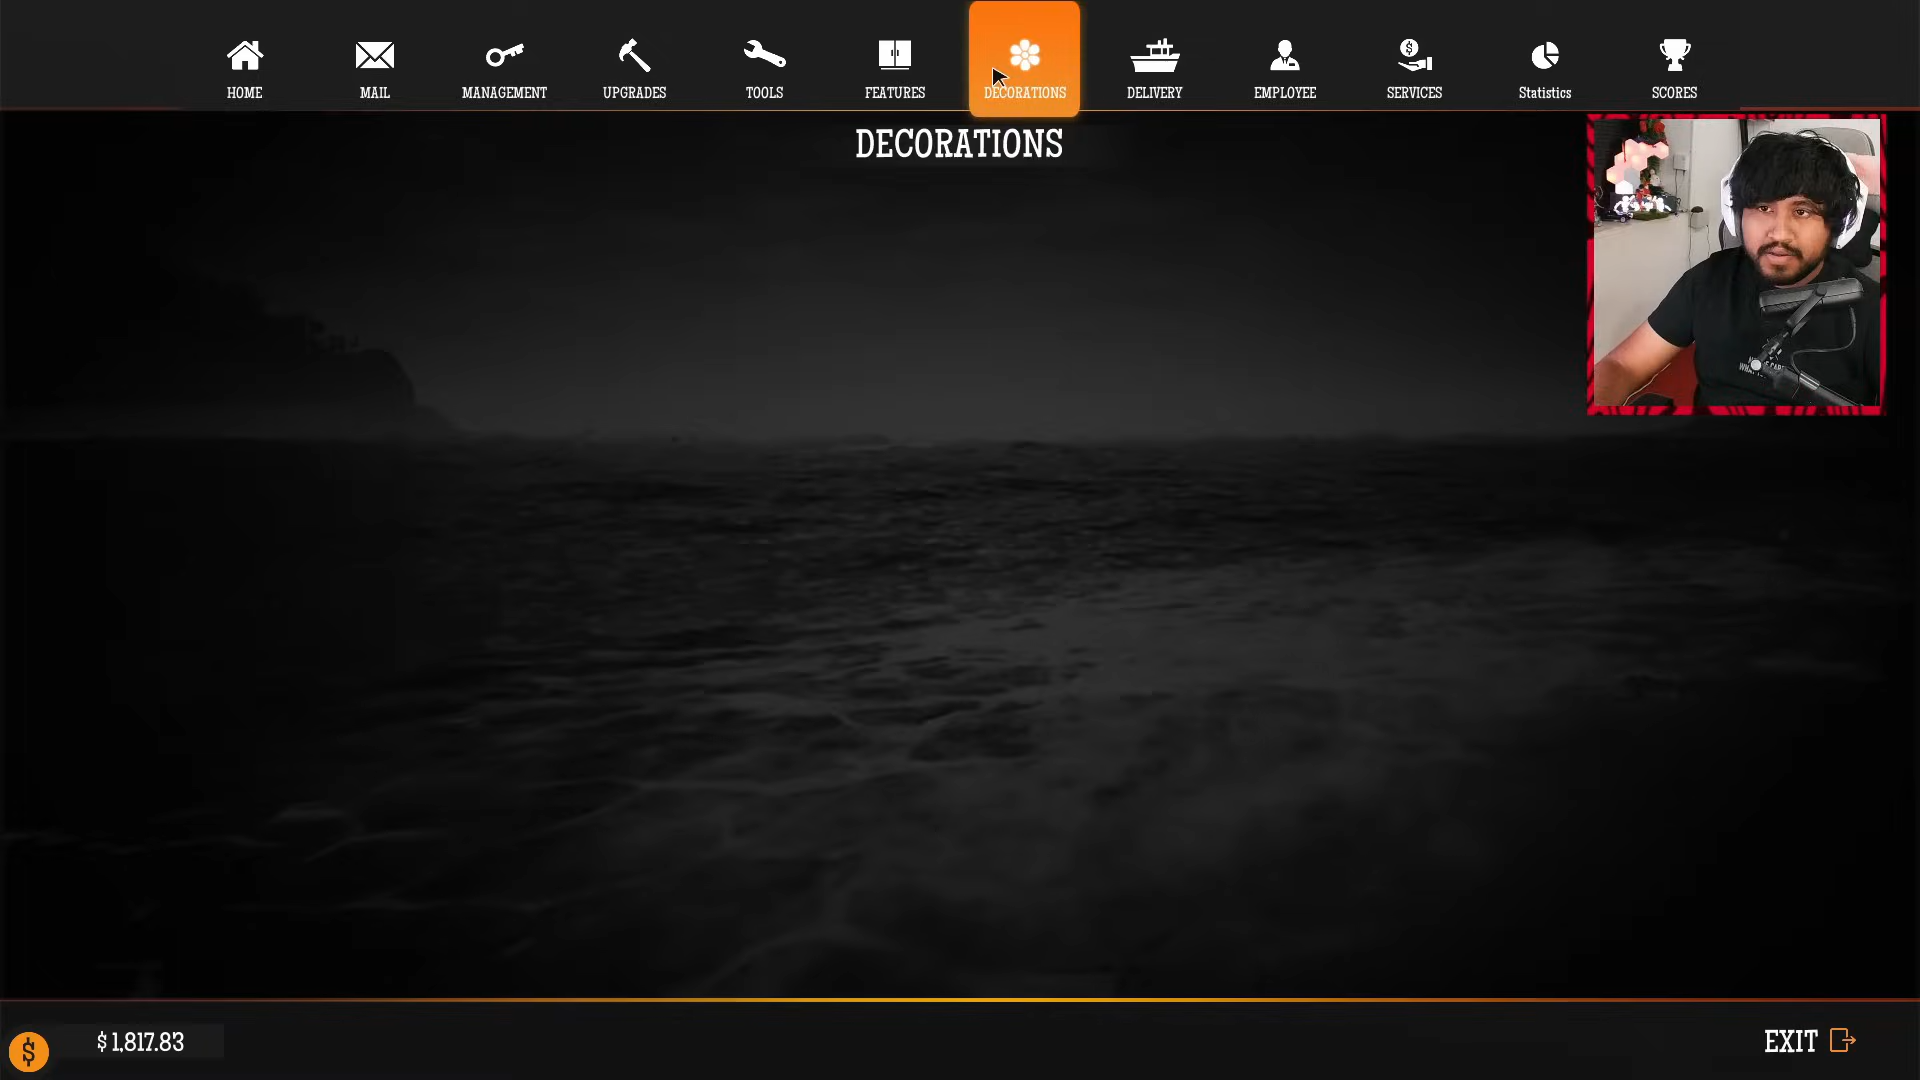 HOME
MAIL
MANAGEMENT
UPGRADES
TOOLS
FEATURES
DECORATIONS
DELIVERY
EMPLOYEE
SERVICES
Statistics
SCORES
DECORATIONS
$ 1,817.83
EXIT